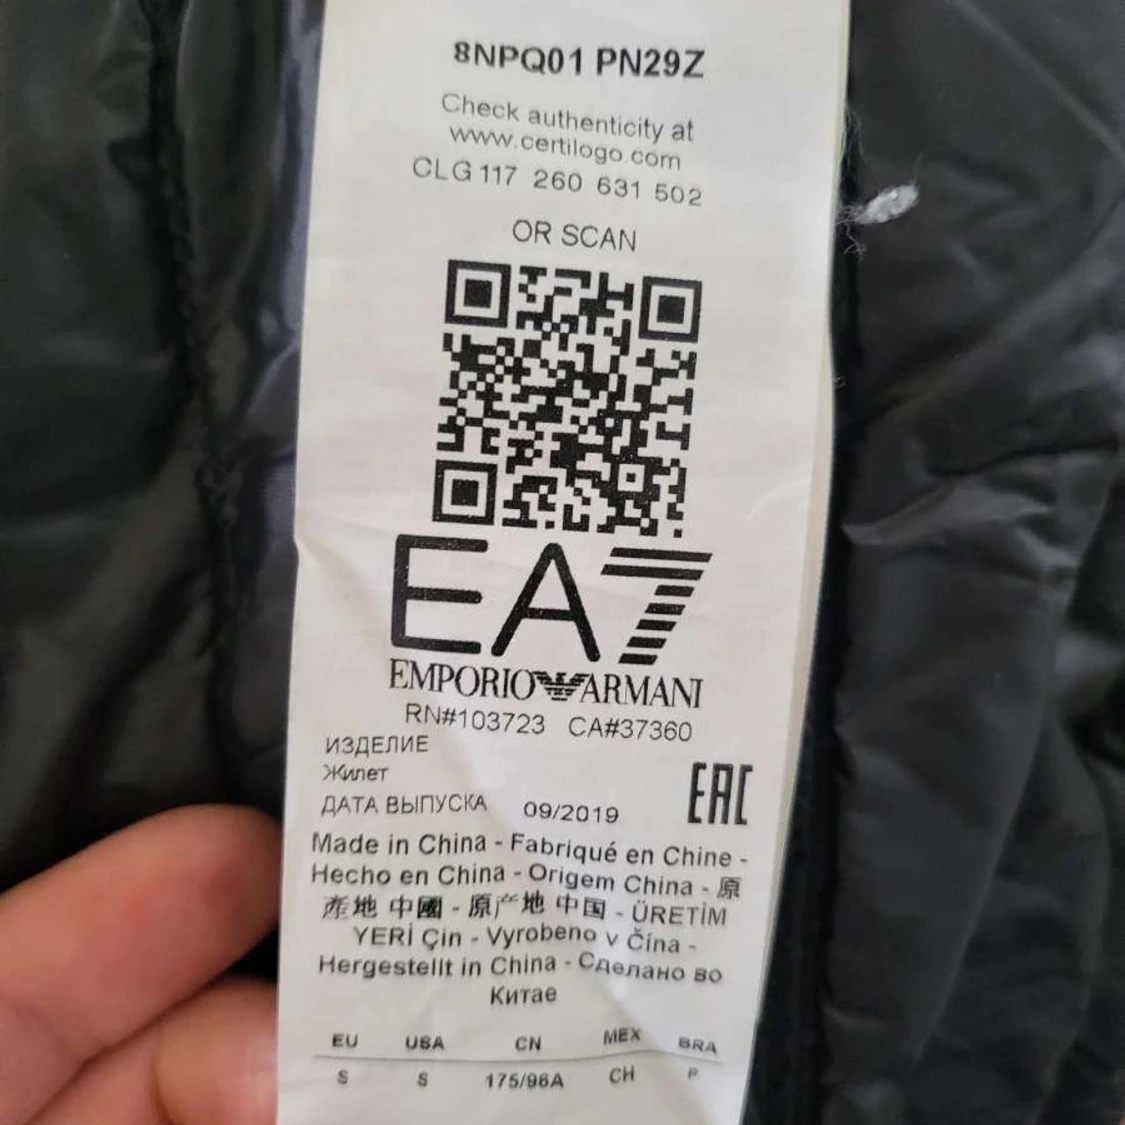 8NPQ01 PN29Z
Check authenticity at
www.certilogo.com
CLG 117 260 631 502
OR SCAN
EA7
EMPORIO ARMANI
RN#103723 CA#37360
ИЗДЕЛИЕ
Жилет
EAC
ДАТА ВЫПУСКА 09/2019
Made in China - Fabriqué en Chine -
Hecho en China - Origem China - 原
產地 中國 - 原产地 中国 - ÜRETİM
YERİ Çin - Vyrobeno v Čína -
Hergestellt in China - Сделано во
Китае
EU USA CN MEX BRA
S S 175/96A CH P